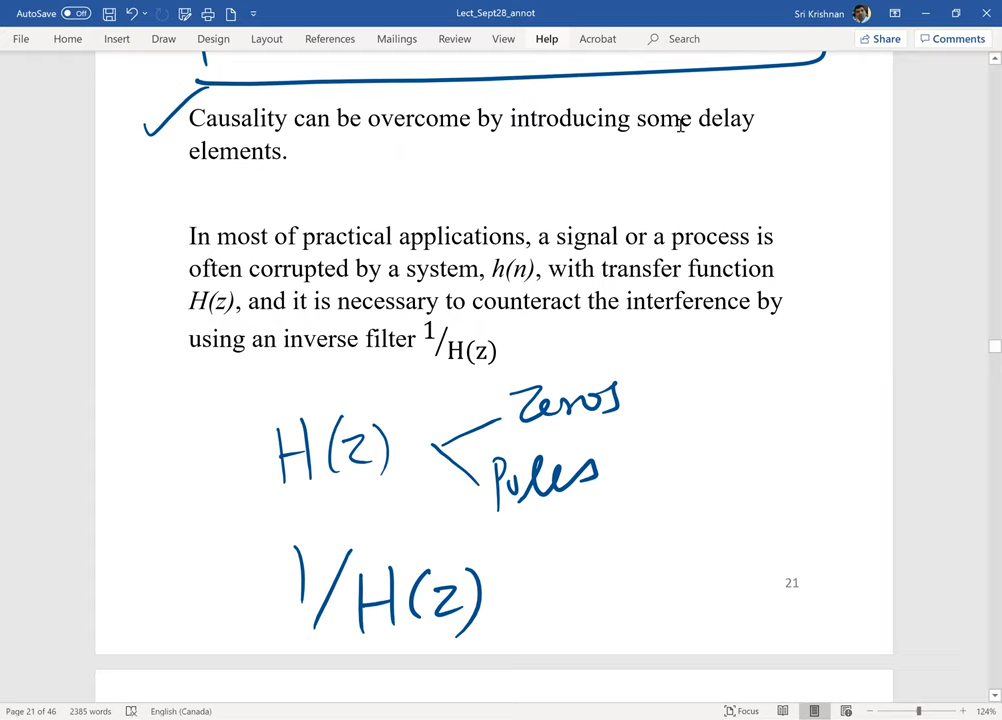 AutoSave Off Lect_Sept28_annot Sri Krishnan
File Home Insert Draw Design Layout References Mailings Review View Help Acrobat Search Share Comments
Causality can be overcome by introducing some delay
elements.
In most of practical applications, a signal or a process is
often corrupted by a system, h(n), with transfer function
H(z), and it is necessary to counteract the interference by
using an inverse filter 1/H(z)
Zeros
H(z)
Poles
1/H(z)
21
Page 21 of 46 2385 words English (Canada) Focus 124%